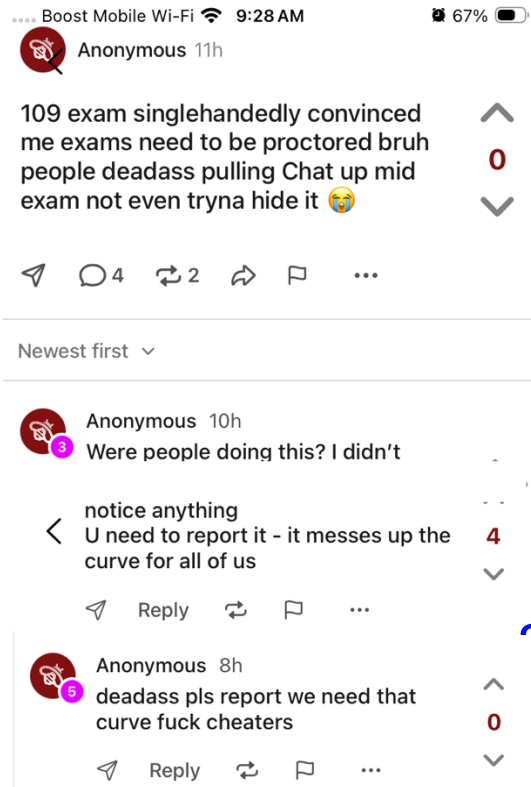 Boost Mobile Wi-Fi 9:28 AM 67%
Anonymous 11h
109 exam singlehandedly convinced
me exams need to be proctored bruh
people deadass pulling Chat up mid
exam not even tryna hide it 😭
0
4 2
Newest first
Anonymous 10h
3
Were people doing this? I didn't
notice anything
U need to report it - it messes up the
curve for all of us
4
Reply
Anonymous 8h
5
deadass pls report we need that
curve fuck cheaters
0
Reply